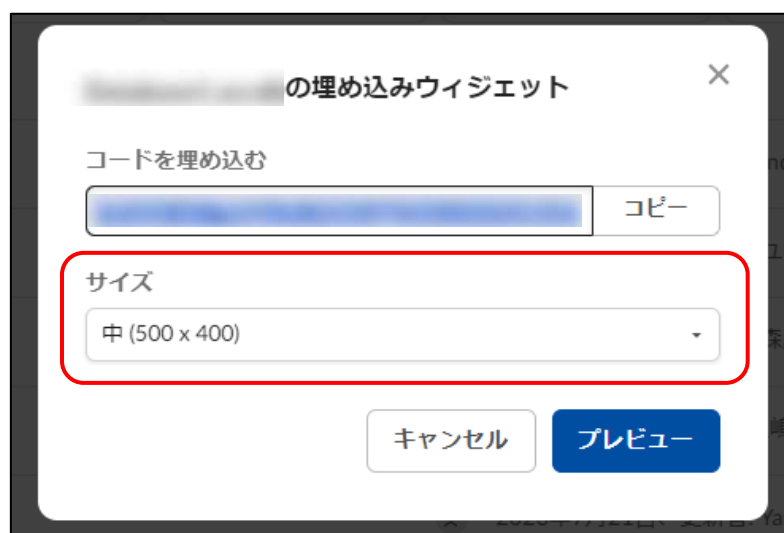 の埋め込みウィジェット
コードを埋め込む
コピー
サイズ
中 (500 x 400)
キャンセル
プレビュー